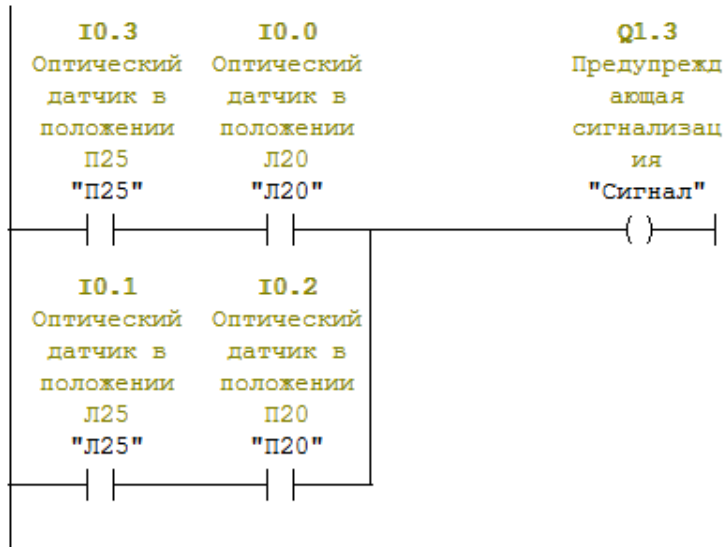 I0.3
Оптический
датчик в
положении
П25
"П25"
I0.0
Оптический
датчик в
положении
Л20
"Л20"
Q1.3
Предупрежд
ающая
сигнализац
ия
"Сигнал"
I0.1
Оптический
датчик в
положении
Л25
"Л25"
I0.2
Оптический
датчик в
положении
П20
"П20"